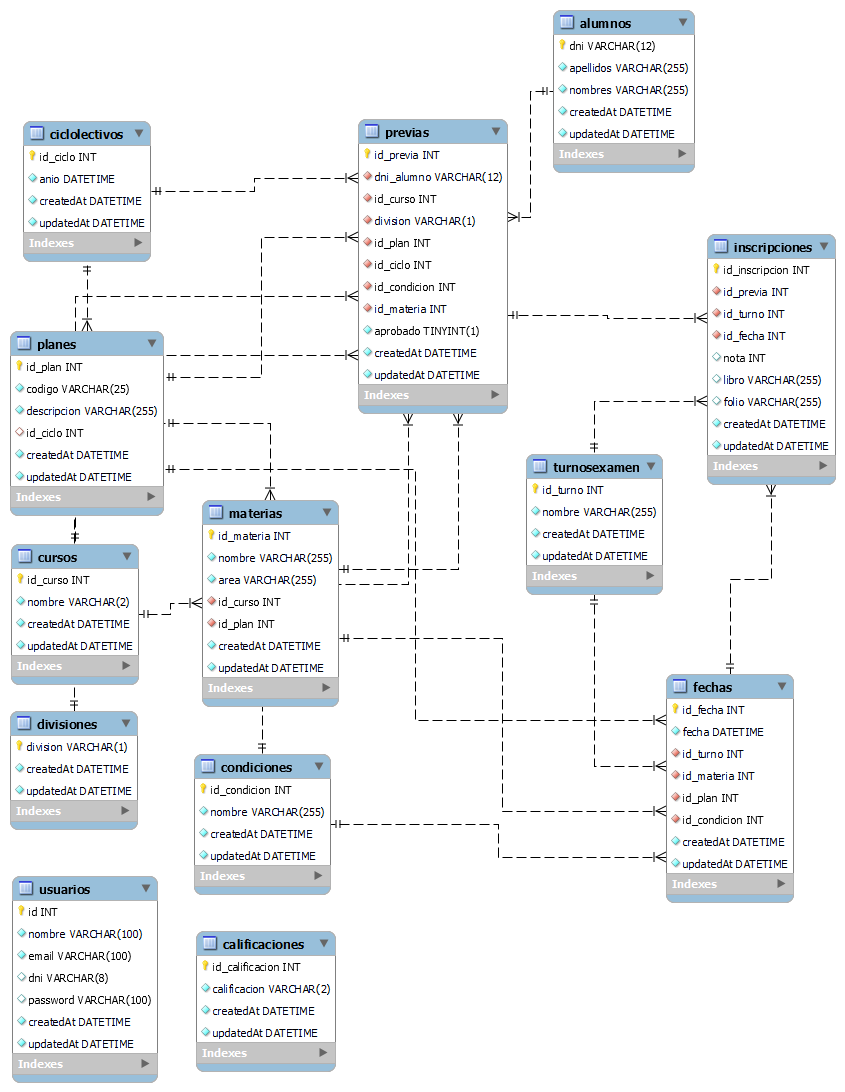 alumnos
dni VARCHAR(12)
apellidos VARCHAR(255)
nombres VARCHAR(255)
createdAt DATETIME
updatedAt DATETIME
Indexes
ciclolectivos
id_ciclo INT
anio DATETIME
createdAt DATETIME
updatedAt DATETIME
Indexes
previas
id_previa INT
dni_alumno VARCHAR(12)
id_curso INT
division VARCHAR(1)
id_plan INT
id_ciclo INT
id_condicion INT
id_materia INT
aprobado TINYINT(1)
createdAt DATETIME
updatedAt DATETIME
Indexes
inscripciones
id_inscripcion INT
id_previa INT
id_turno INT
id_fecha INT
nota INT
libro VARCHAR(255)
folio VARCHAR(255)
createdAt DATETIME
updatedAt DATETIME
Indexes
planes
id_plan INT
codigo VARCHAR(25)
descripcion VARCHAR(255)
id_ciclo INT
createdAt DATETIME
updatedAt DATETIME
Indexes
turnosexamen
id_turno INT
nombre VARCHAR(255)
createdAt DATETIME
updatedAt DATETIME
Indexes
materias
id_materia INT
nombre VARCHAR(255)
area VARCHAR(255)
id_curso INT
id_plan INT
createdAt DATETIME
updatedAt DATETIME
Indexes
cursos
id_curso INT
nombre VARCHAR(2)
createdAt DATETIME
updatedAt DATETIME
Indexes
fechas
id_fecha INT
fecha DATETIME
id_turno INT
id_materia INT
id_plan INT
id_condicion INT
createdAt DATETIME
updatedAt DATETIME
Indexes
divisiones
division VARCHAR(1)
createdAt DATETIME
updatedAt DATETIME
Indexes
condiciones
id_condicion INT
nombre VARCHAR(255)
createdAt DATETIME
updatedAt DATETIME
Indexes
usuarios
id INT
nombre VARCHAR(100)
email VARCHAR(100)
dni VARCHAR(8)
password VARCHAR(100)
createdAt DATETIME
updatedAt DATETIME
Indexes
calificaciones
id_calificacion INT
calificacion VARCHAR(2)
createdAt DATETIME
updatedAt DATETIME
Indexes